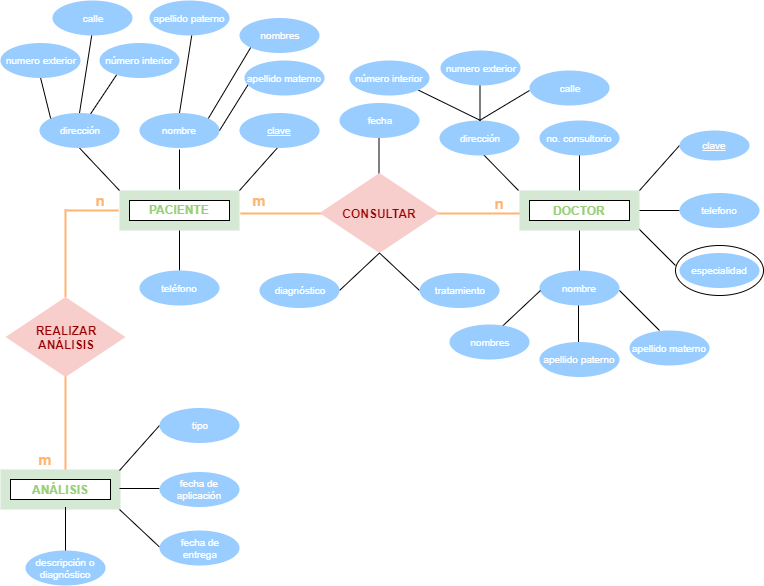 calle
apellido paterno
nombres
numero exterior
número interior
apellido materno
número interior
numero exterior
calle
fecha
dirección
nombre
clave
dirección
no. consultorio
clave
n
PACIENTE
m
CONSULTAR
n
DOCTOR
telefono
especialidad
teléfono
diagnóstico
tratamiento
nombre
REALIZAR
ANÁLISIS
nombres
apellido paterno
apellido materno
tipo
m
ANÁLISIS
fecha de
aplicación
fecha de
entrega
descripción o
diagnóstico